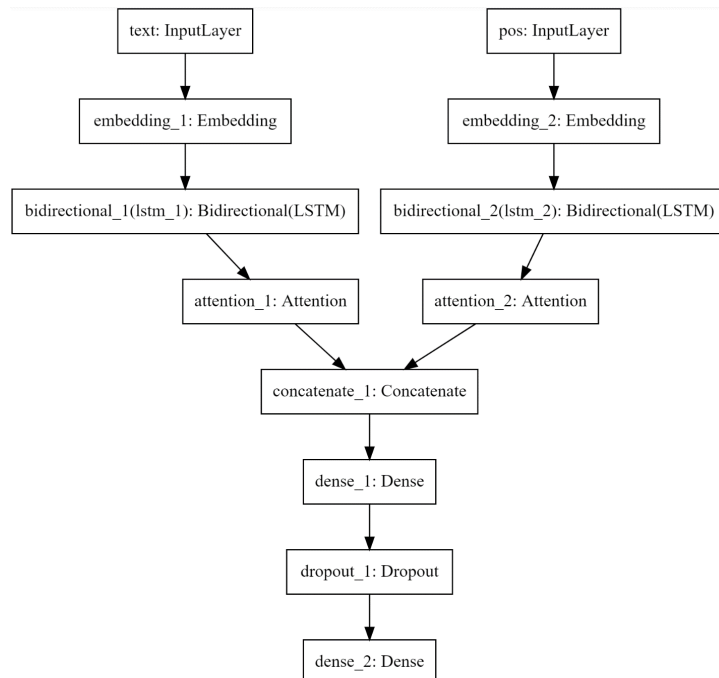 text: InputLayer
pos: InputLayer
embedding_1: Embedding
embedding_2: Embedding
bidirectional_1(lstm_1): Bidirectional(LSTM)
bidirectional_2(lstm_2): Bidirectional(LSTM)
attention_1: Attention
attention_2: Attention
concatenate_1: Concatenate
dense_1: Dense
dropout_1: Dropout
dense_2: Dense